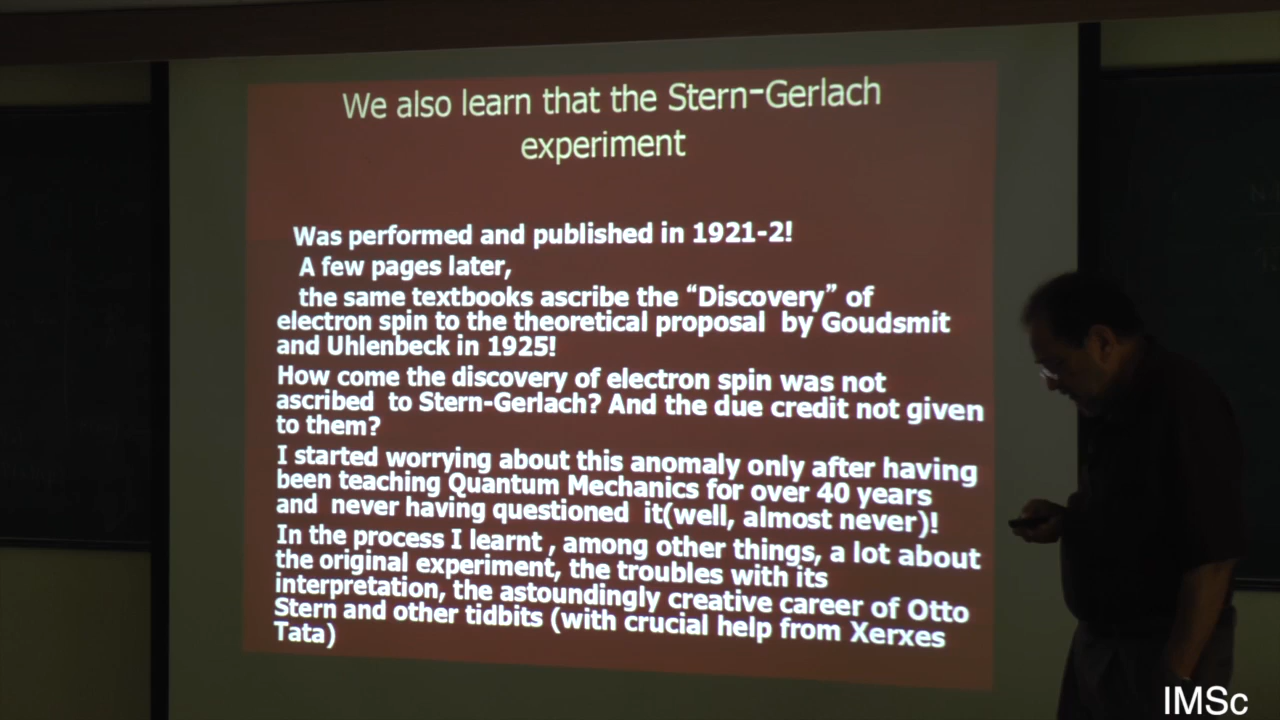 We also learn that the Stern-Gerlach
experiment
Was performed and published in 1921-2!
A few pages later,
the same textbooks ascribe the “Discovery” of
electron spin to the theoretical proposal by Goudsmit
and Uhlenbeck in 1925!
How come the discovery of electron spin was not
ascribed to Stern-Gerlach? And the due credit not given
to them?
I started worrying about this anomaly only after having
been teaching Quantum Mechanics for over 40 years
and never having questioned it(well, almost never)!
In the process I learnt , among other things, a lot about
the original experiment, the troubles with its
interpretation, the astoundingly creative career of Otto
Stern and other tidbits (with crucial help from Xerxes
Tata)
IMSc